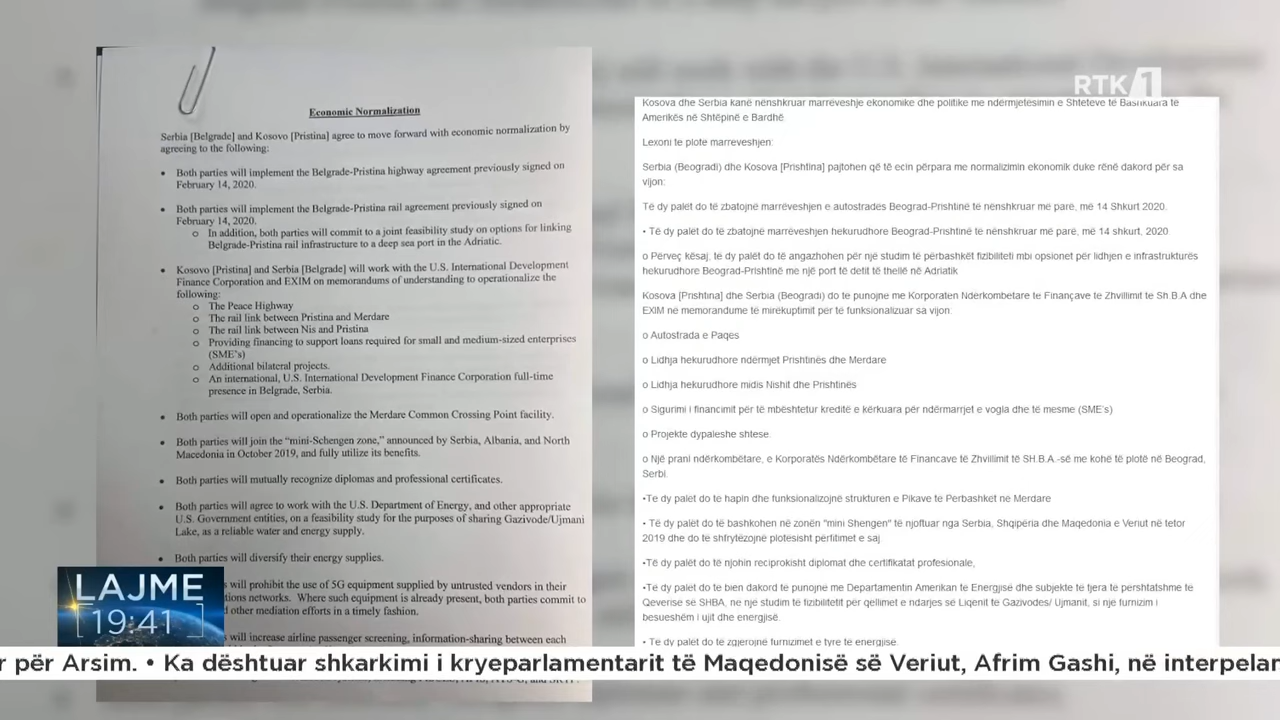 RTK 1
Economic Normalization
Serbia [Belgrade] and Kosovo [Pristina] agree to move forward with economic normalization by
agreeing to the following:
• Both parties will implement the Belgrade-Pristina highway agreement previously signed on
February 14, 2020.
• Both parties will implement the Belgrade-Pristina rail agreement previously signed on
February 14, 2020.
o In addition, both parties will commit to a joint feasibility study on options for linking
Belgrade-Pristina rail infrastructure to a deep sea port in the Adriatic.
• Kosovo [Pristina] and Serbia [Belgrade] will work with the U.S. International Development
Finance Corporation and EXIM on memorandums of understanding to operationalize the
following:
o The Peace Highway
o The rail link between Pristina and Merdare
o The rail link between Nis and Pristina
o Providing financing to support loans required for small and medium-sized enterprises
(SME's)
o Additional bilateral projects.
o An international, U.S. International Development Finance Corporation full-time
presence in Belgrade, Serbia.
• Both parties will open and operationalize the Merdare Common Crossing Point facility.
• Both parties will join the “mini-Schengen zone,” announced by Serbia, Albania, and North
Macedonia in October 2019, and fully utilize its benefits.
• Both parties will mutually recognize diplomas and professional certificates.
• Both parties will agree to work with the U.S. Department of Energy, and other appropriate
U.S. Government entities, on a feasibility study for the purposes of sharing Gazivode/Ujmani
Lake, as a reliable water and energy supply.
• Both parties will diversify their energy supplies.
will prohibit the use of 5G equipment supplied by untrusted vendors in their
networks. Where such equipment is already present, both parties commit to
other mediation efforts in a timely fashion.
will increase airline passenger screening, information-sharing between each
Kosova dhe Serbia kanë nënshkruar marrëveshje ekonomike dhe politike me ndërmjetësimin e Shteteve të Bashkuara të
Amerikës në Shtëpinë e Bardhë
Lexoni te plote marreveshjen:
Serbia (Beogradi) dhe Kosova [Prishtina] pajtohen që të ecin përpara me normalizimin ekonomik duke rënë dakord për sa
vijon:
Të dy palët do të zbatojnë marrëveshjen e autostradës Beograd-Prishtinë të nënshkruar më parë, më 14 Shkurt 2020.
• Të dy palët do të zbatojnë marrëveshjen hekurudhore Beograd-Prishtinë të nënshkruar më parë, më 14 shkurt, 2020
o Përveç kësaj, të dy palët do të angazhohen për një studim të përbashkët fizibiliteti mbi opsionet për lidhjen e infrastrukturës
hekurudhore Beograd-Prishtinë me një port të detit të thellë në Adriatik
Kosova [Prishtina] dhe Serbia (Beogradi) do të punojnë me Korporaten Ndërkombëtare të Financave të Zhvillimit të Sh.B.A dhe
EXIM në memorandume të mirëkuptimit për të funksionalizuar sa vijon:
o Autostrada e Paqes
o Lidhja hekurudhore ndërmjet Prishtinës dhe Merdare
o Lidhja hekurudhore midis Nishit dhe Prishtinës
o Sigurimi i financimit për të mbështetur kreditë e kërkuara për ndërmarrjet e vogla dhe të mesme (SME's)
o Projekte dypaleshe shtese.
o Një prani ndërkombëtare, e Korporatës Ndërkombëtare të Financave të Zhvillimit të SH.B.A.-së me kohë të plotë në Beograd,
Serbi.
•Të dy palët do të hapin dhe funksionalizojnë strukturen e Pikave te Perbashket ne Merdare
• Të dy palët do të bashkohen në zonën "mini Shengen" të njoftuar nga Serbia, Shqipëria dhe Maqedonia e Veriut në tetor
2019 dhe do të shfrytëzojnë plotësisht përfitimet e saj
•Të dy palët do të njohin reciprokisht diplomat dhe certifikatat profesionale,
•Të dy palët do të bien dakord të punojnë me Departamentin Amerikan të Energjisë dhe subjekte të tjera të përshtatshme të
Qeverisë së SHBA, në një studim të fizibilitetit për qëllimet e ndarjes së Liqenit të Gazivodes/ Ujmanit, si një furnizim i
besueshëm i ujit dhe energjisë.
• Të dy palët do të zgjerojnë furnizimet e tyre të energjisë.
LAJME
19:41
r për Arsim. • Ka dështuar shkarkimi i kryeparlamentarit të Maqedonisë së Veriut, Afrim Gashi, në interpelan